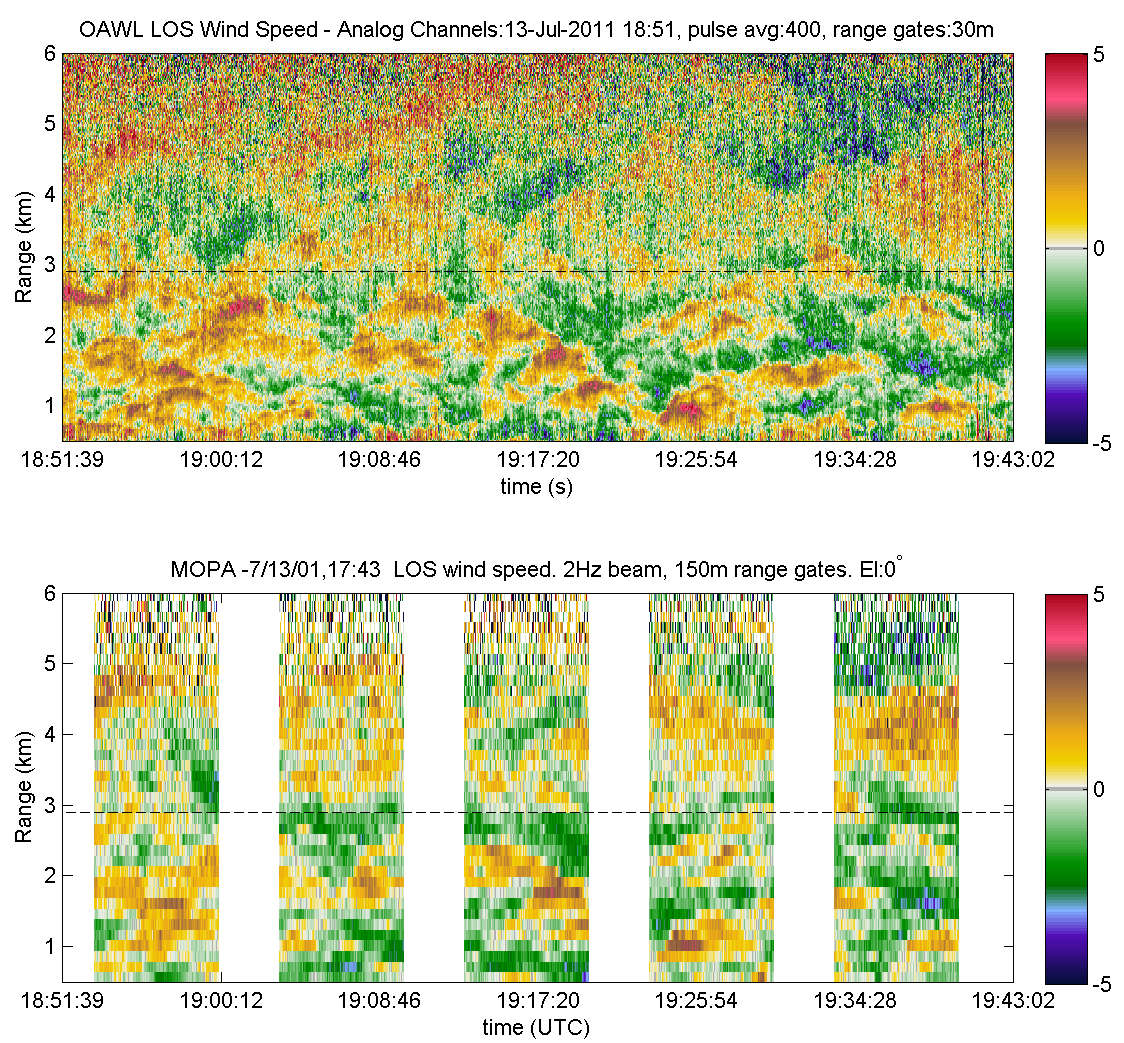 OAWL LOS Wind Speed - Analog Channels:13-Jul-2011 18:51, pulse avg:400, range gates:30m
6
5
4
3
2
1
Range (km)
18:51:39 19:00:12 19:08:46 19:17:20 19:25:54 19:34:28 19:43:02
time (s)
5
0
-5
MOPA -7/13/01,17:43 LOS wind speed. 2Hz beam, 150m range gates. El:0°
6
5
4
3
2
1
Range (km)
18:51:39 19:00:12 19:08:46 19:17:20 19:25:54 19:34:28 19:43:02
time (UTC)
5
0
-5